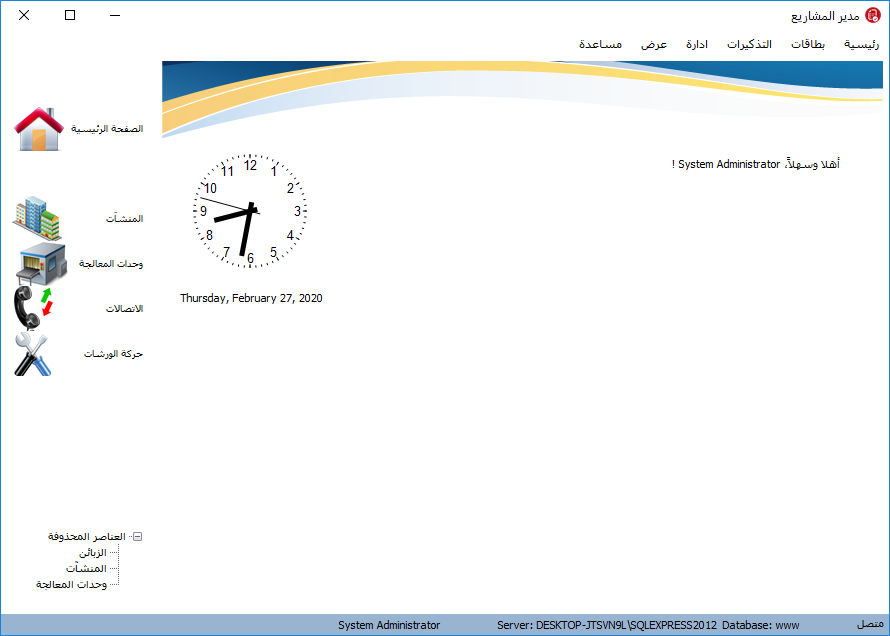 مدير المشاريع
رئيسية بطاقات التذكيرات ادارة عرض مساعدة
الصفحة الرئيسية
المنشآت
وحدات المعالجة
الاتصالات
حركة الورشات
أهلا وسهلاً، System Administrator !
12
1
2
3
4
5
6
7
8
9
10
11
Thursday, February 27, 2020
العناصر المحذوفة
الزبائن
المنشآت
وحدات المعالجة
متصل Server: DESKTOP-JTSVN9L\SQLEXPRESS2012 Database: www System Administrator